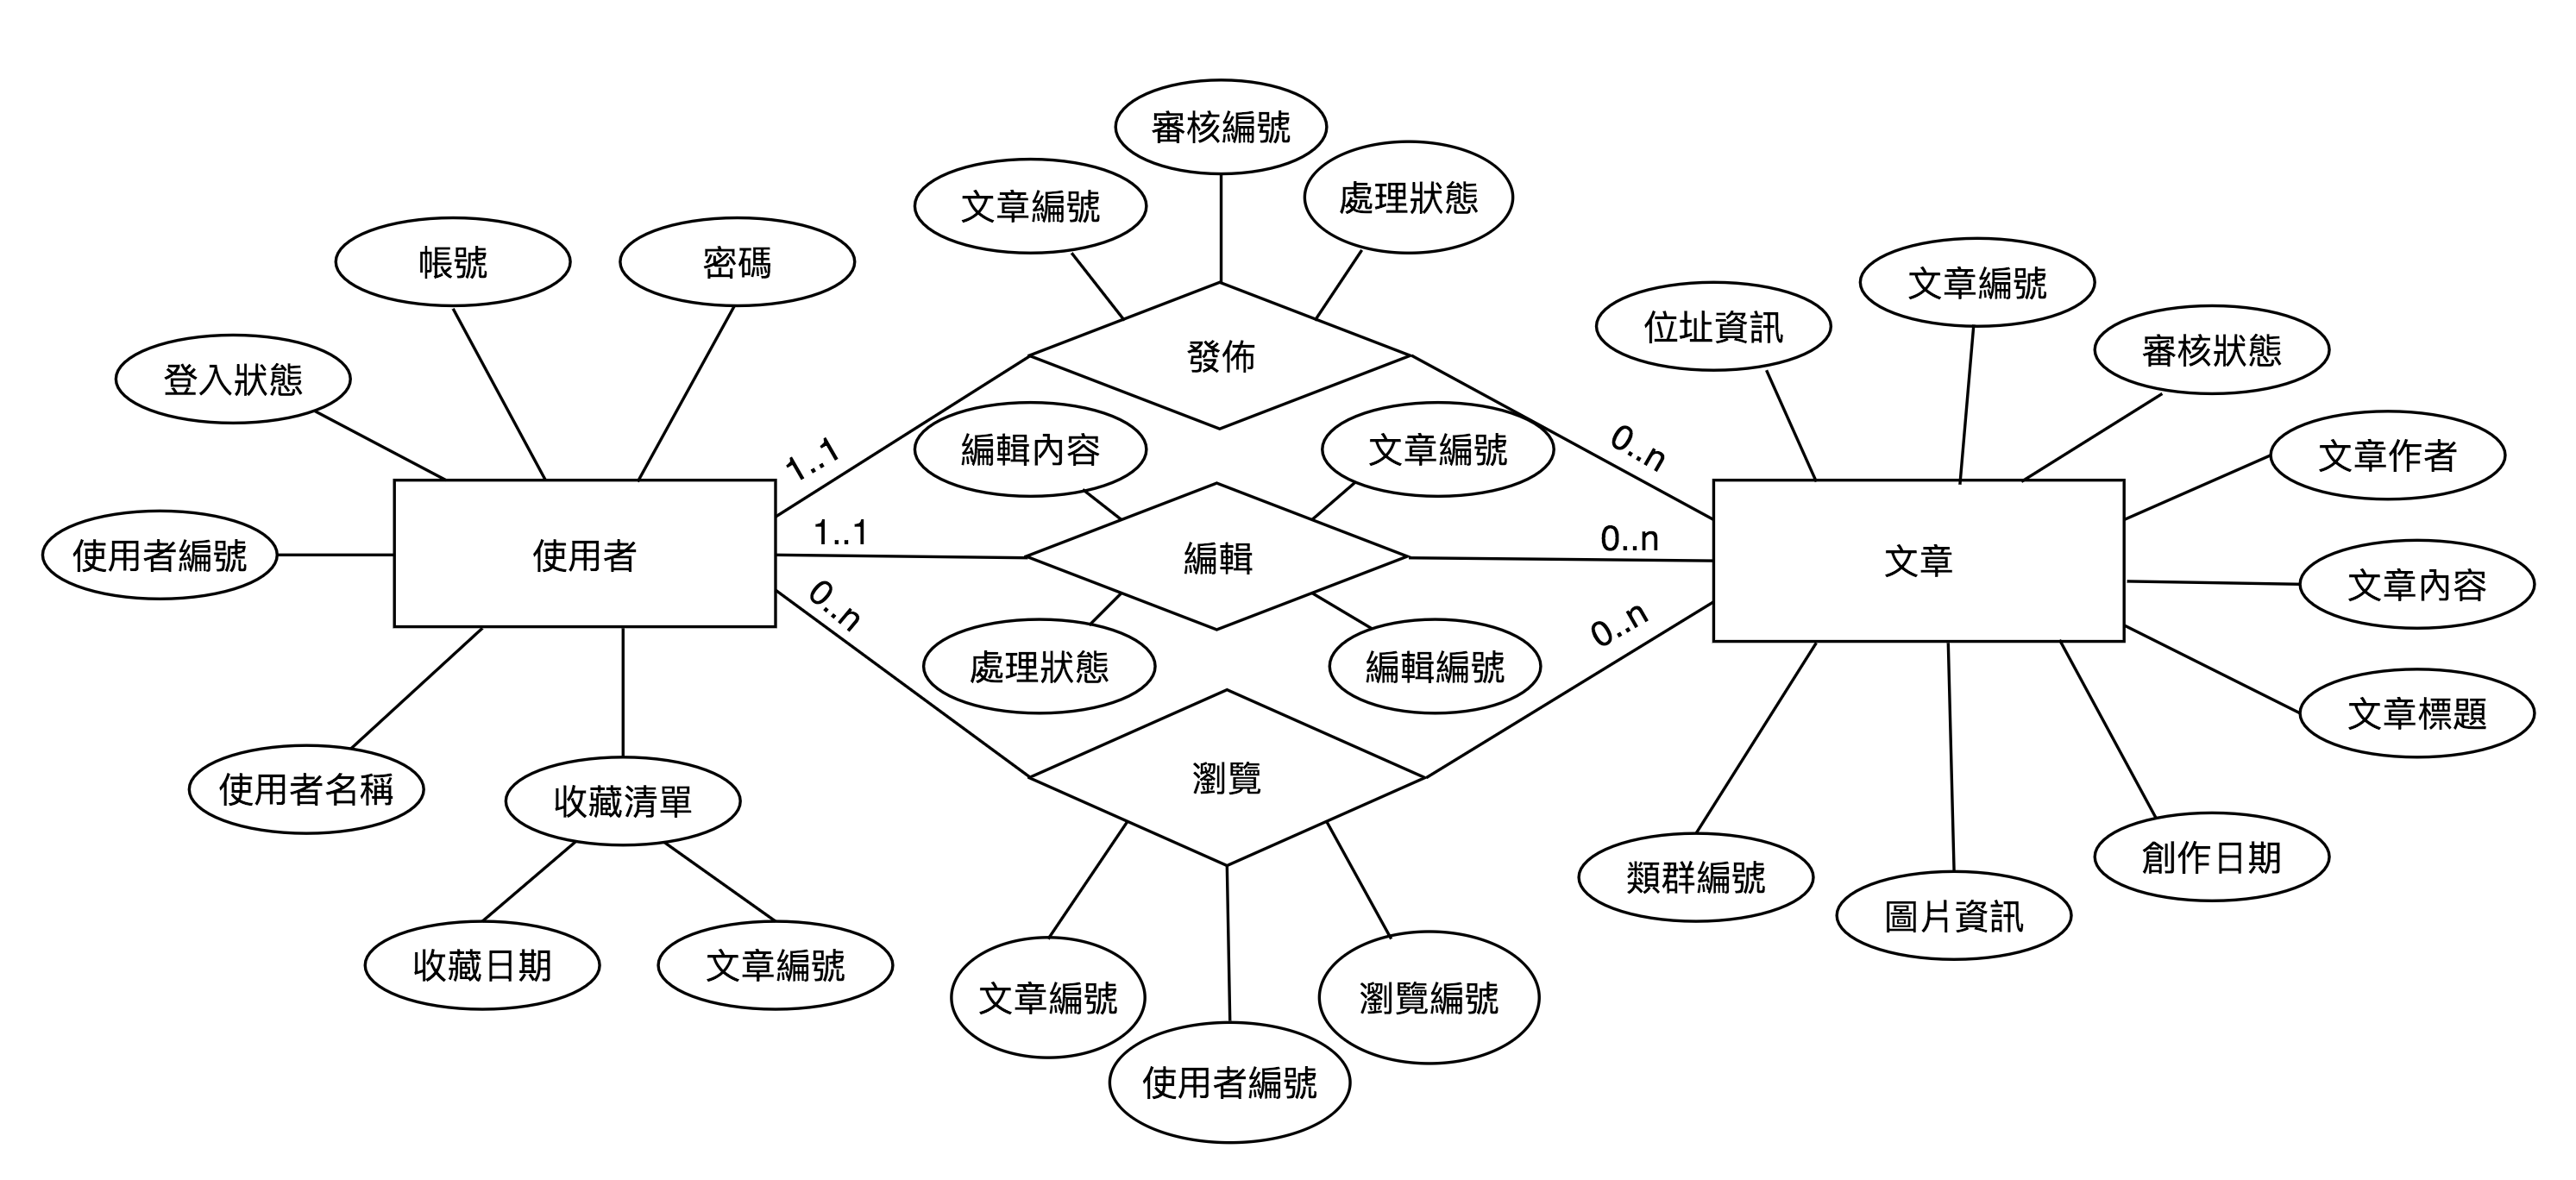 審核編號
文章編號
處理狀態
帳號
密碼
登入狀態
位址資訊
文章編號
審核狀態
發佈
1..1
0..n
編輯內容
文章編號
文章作者
使用者編號
使用者
1..1
編輯
0..n
文章
文章內容
0..n
0..n
處理狀態
編輯編號
文章標題
使用者名稱
收藏清單
瀏覽
類群編號
圖片資訊
創作日期
收藏日期
文章編號
文章編號
瀏覽編號
使用者編號